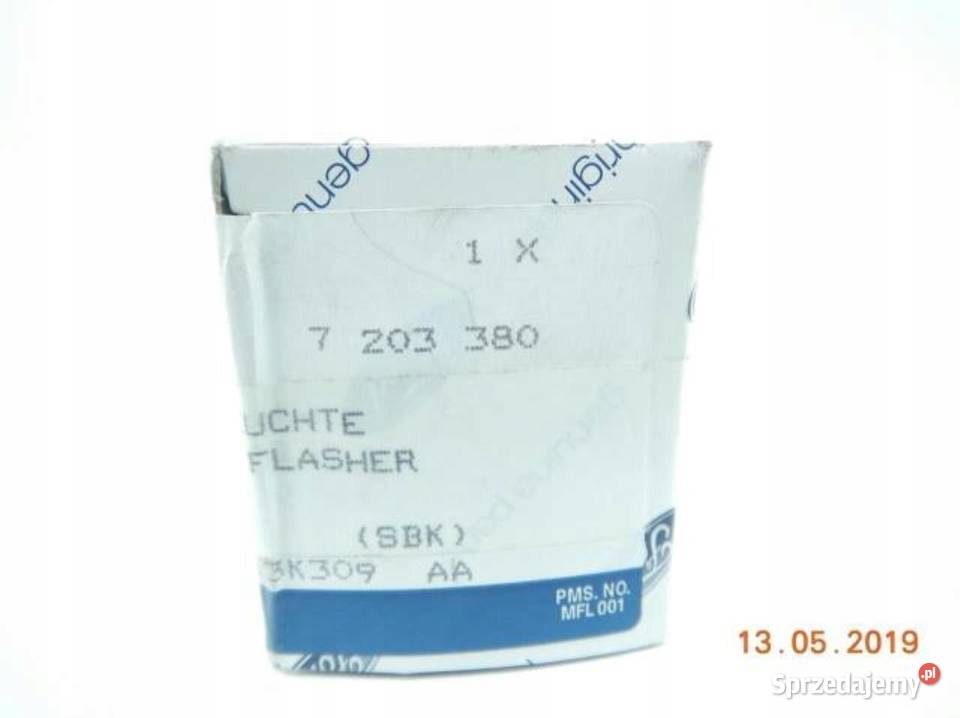 1 X
7 203 380
UCHTE
FLASHER
(SBK)
3K309 AA
PMS. NO.
MFL 001
13.05.2019
Sprzedajemy.pl